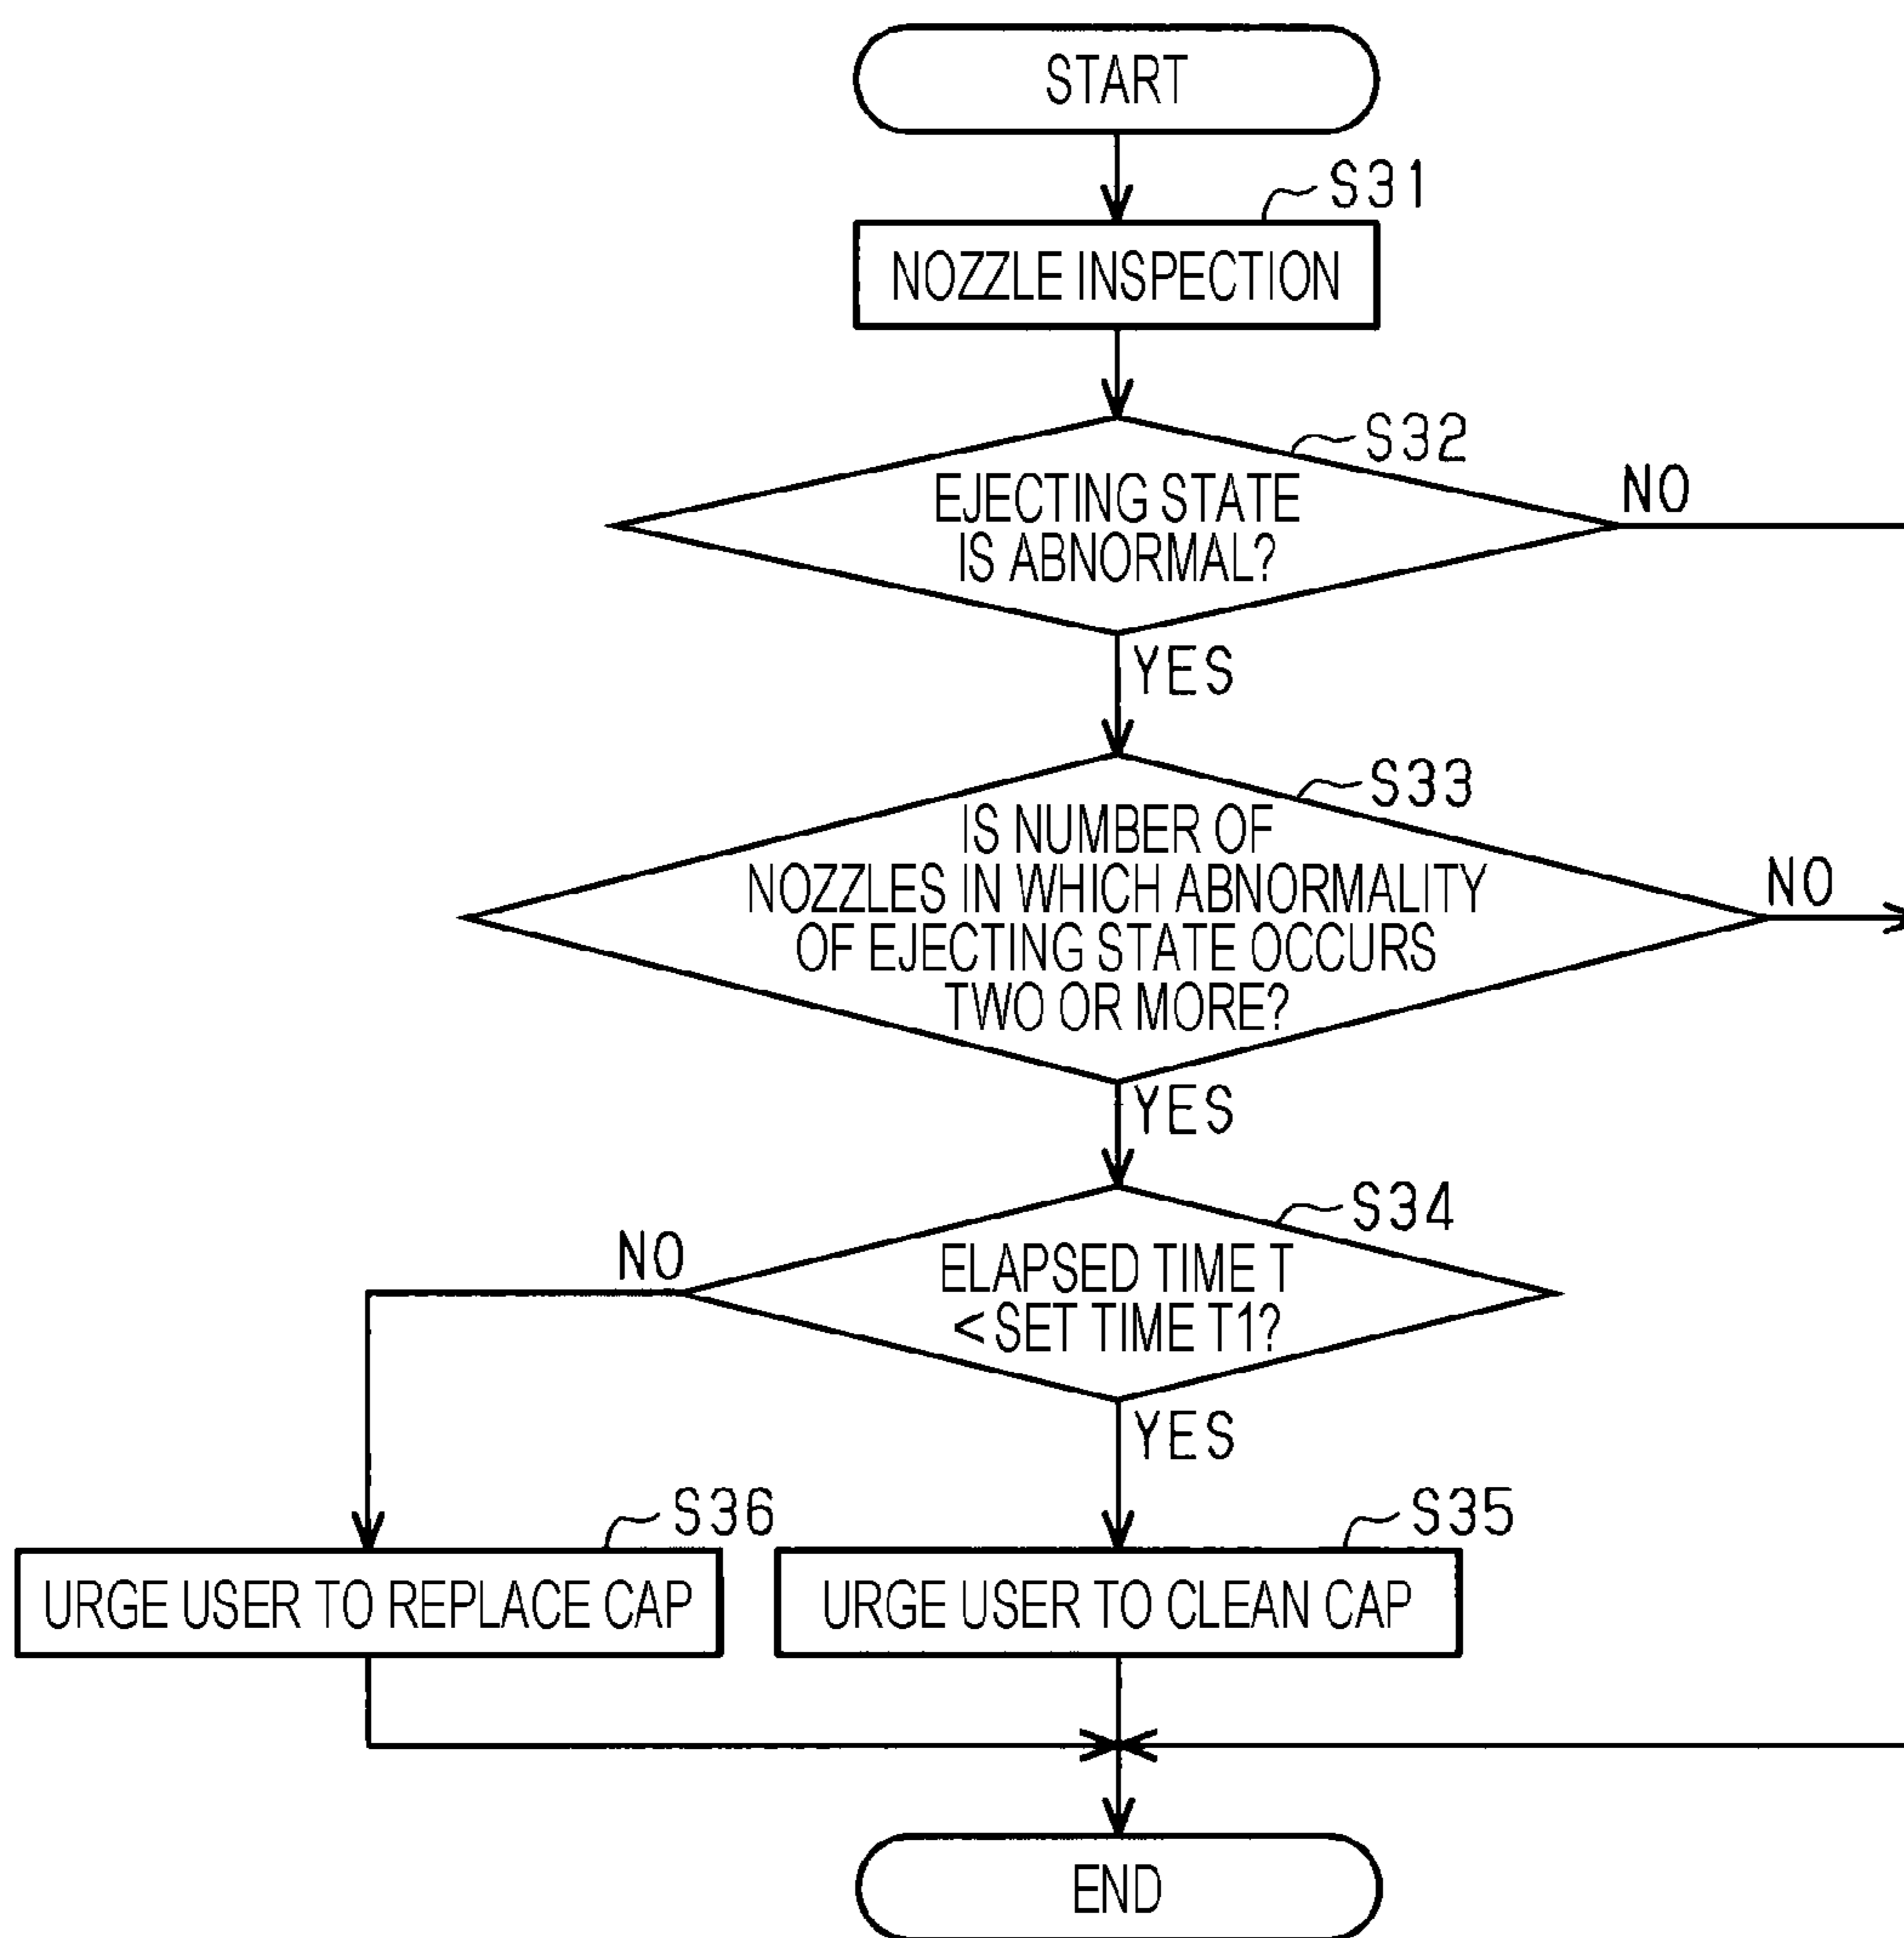 START
S31
NOZZLE INSPECTION
S32
EJECTING STATE
IS ABNORMAL?
NO
YES
S33
IS NUMBER OF
NOZZLES IN WHICH ABNORMALITY
OF EJECTING STATE OCCURS
TWO OR MORE?
NO
YES
S34
ELAPSED TIME T
< SET TIME T1?
NO
YES
S36
URGE USER TO REPLACE CAP
S35
URGE USER TO CLEAN CAP
END